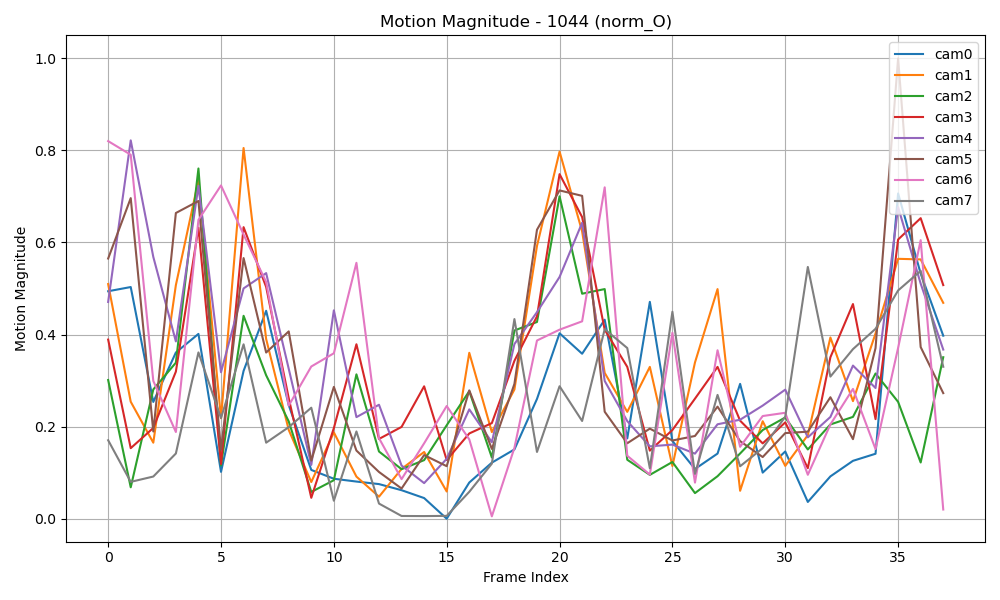 Motion Magnitude - 1044 (norm_O)
Motion Magnitude
1.0
0.8
0.6
0.4
0.2
0.0
cam0
cam1
cam2
cam3
cam4
cam5
cam6
cam7
0 5 10 15 20 25 30 35
Frame Index